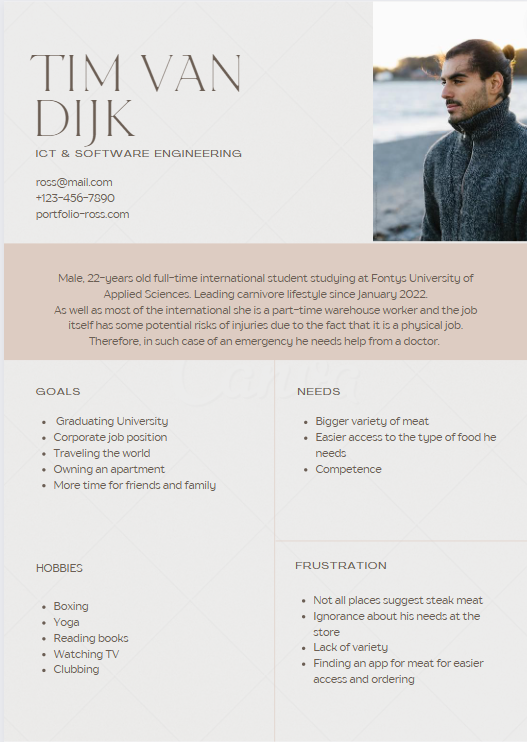 TIM VAN
DIJK
ICT & SOFTWARE ENGINEERING
ross@mail.com
+123-456-7890
portfolio-ross.com
Male, 22-years old full-time international student studying at Fontys University of
Applied Sciences. Leading carnivore lifestyle since January 2022.
As well as most of the international she is a part-time warehouse worker and the job
itself has some potential risks of injuries due to the fact that it is a physical job.
Therefore, in such case of an emergency he needs help from a doctor.
Canva
GOALS
• Graduating University
• Corporate job position
• Traveling the world
• Owning an apartment
• More time for friends and family
NEEDS
• Bigger variety of meat
• Easier access to the type of food he
needs
• Competence
HOBBIES
• Boxing
• Yoga
• Reading books
• Watching TV
• Clubbing
FRUSTRATION
• Not all places suggest steak meat
• Ignorance about his needs at the
store
• Lack of variety
• Finding an app for meat for easier
access and ordering